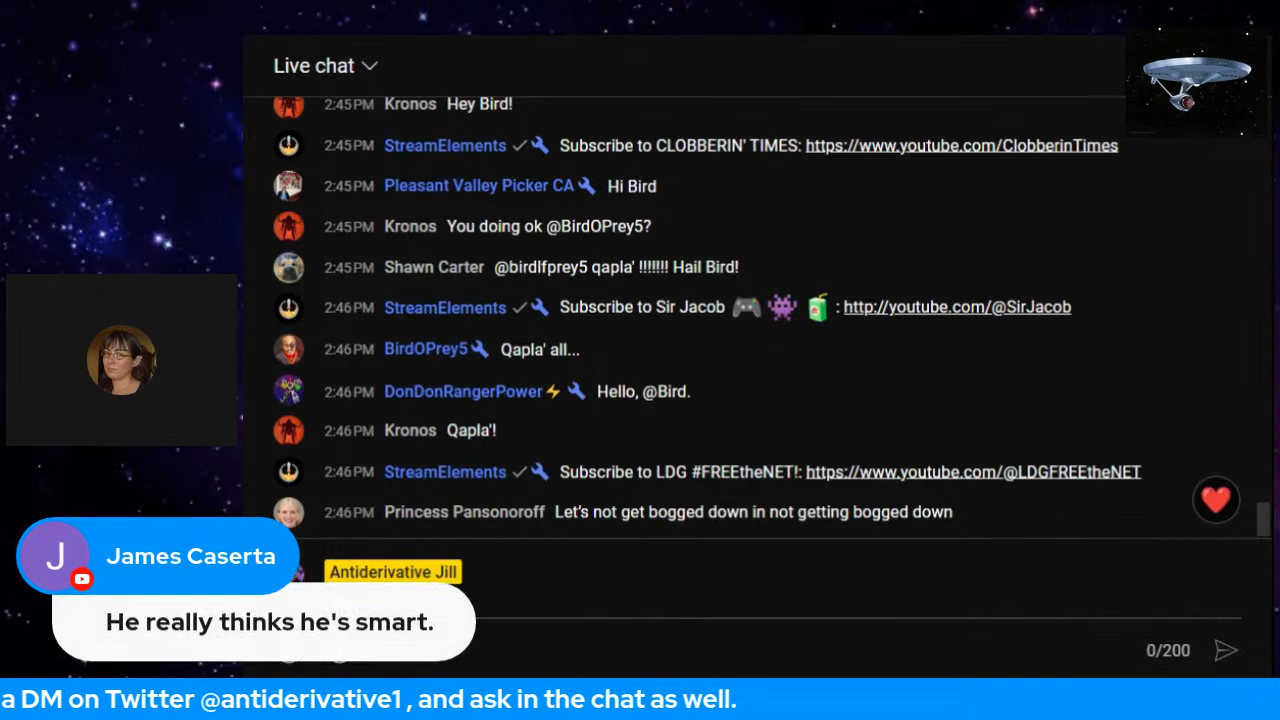 Live chat
2:45PM Kronos Hey Bird!
2:45PM StreamElements Subscribe to CLOBBERIN' TIMES: https://www.youtube.com/ClobberinTimes
2:45PM Pleasant Valley Picker CA Hi Bird
2:45PM Kronos You doing ok @BirdOPrey5?
2:45PM Shawn Carter @birdlfprey5 qapla' !!!!!!! Hail Bird!
2:46PM StreamElements Subscribe to Sir Jacob 🎮 👾 🧃 : http://youtube.com/@SirJacob
2:46PM BirdOPrey5 Qapla' all...
2:46PM DonDonRangerPower⚡ Hello, @Bird.
2:46PM Kronos Qapla'!
2:46PM StreamElements Subscribe to LDG #FREEtheNET!: https://www.youtube.com/@LDGFREEtheNET
2:46PM Princess Pansonoroff Let's not get bogged down in not getting bogged down
J James Caserta
Antiderivative Jill
He really thinks he's smart.
0/200
a DM on Twitter @antiderivative1 , and ask in the chat as well.